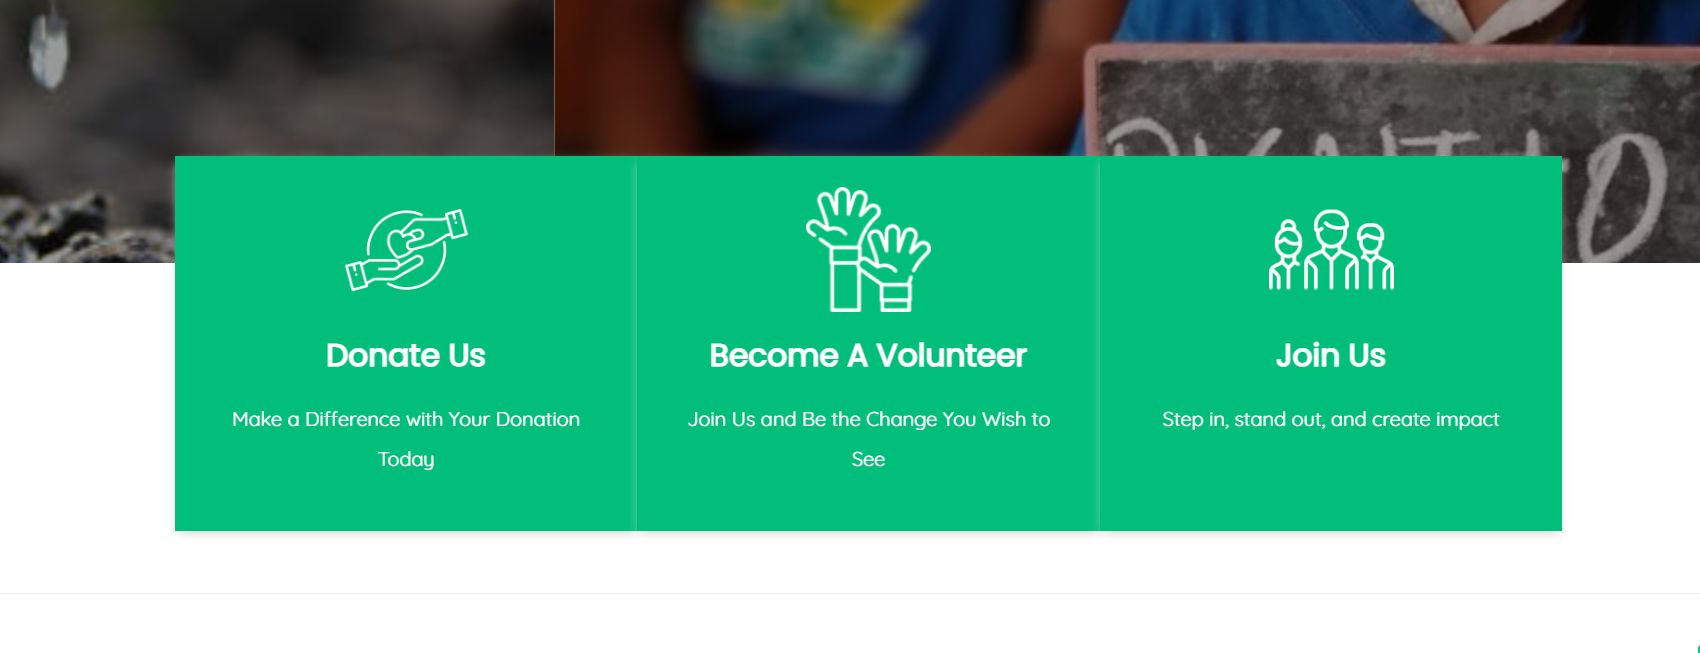 Donate Us
Make a Difference with Your Donation
Today
Become A Volunteer
Join Us and Be the Change You Wish to
See
Join Us
Step in, stand out, and create impact